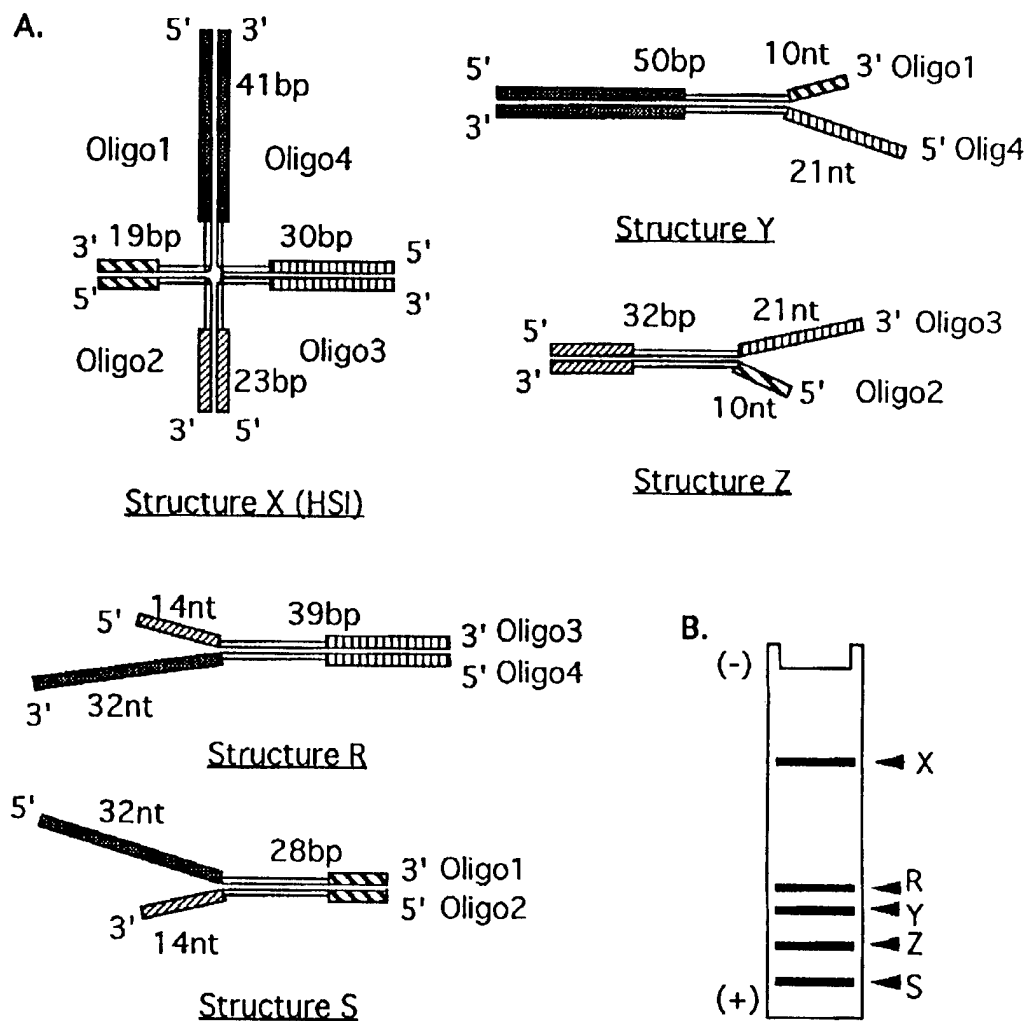 A.
5' 3'
41bp
Oligo1
Oligo4
3' 19bp
30bp 5'
5'
3'
Oligo2
Oligo3
23bp
3' 5'
Structure X (HSI)
5'
50bp
10nt
3' Oligo1
3'
5' Olig4
21nt
Structure Y
5'
32bp
21nt
3' Oligo3
3'
5' Oligo2
10nt
Structure Z
5' 14nt
39bp
3' Oligo3
5' Oligo4
3' 32nt
Structure R
5' 32nt
28bp
3' Oligo1
5' Oligo2
3'
14nt
Structure S
B.
(-)
X
R
Y
Z
S
(+)